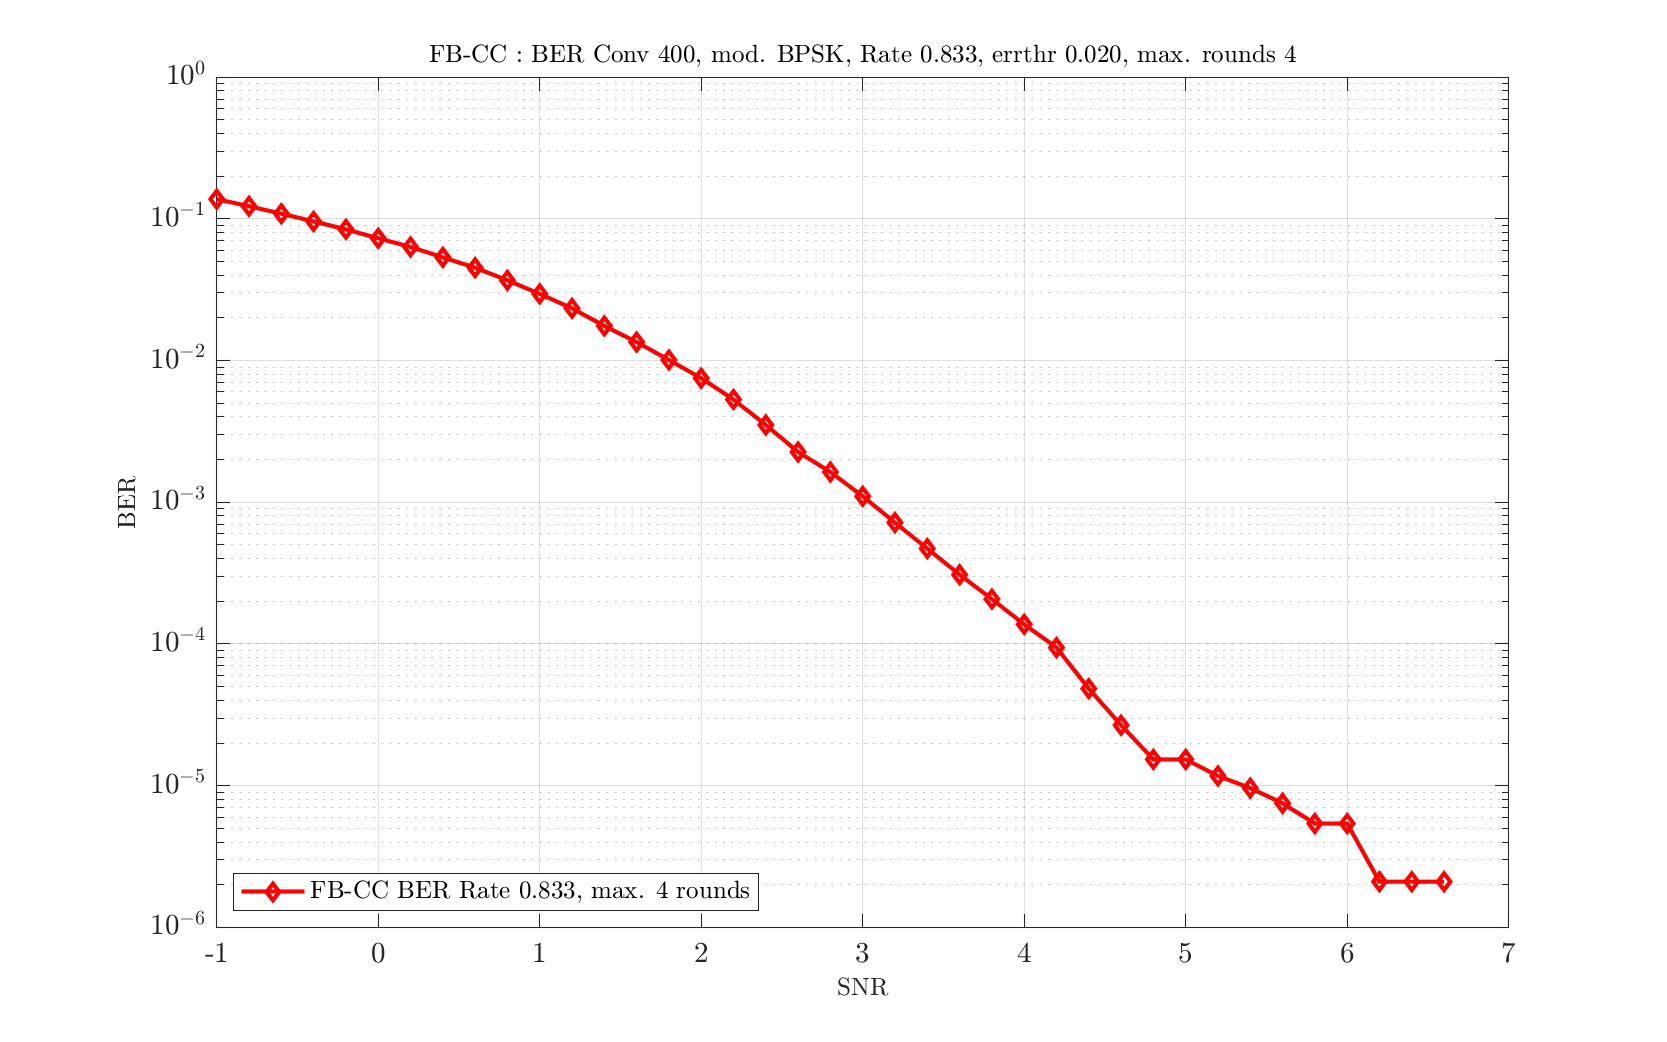 FB-CC : BER Conv 400, mod. BPSK, Rate 0.833, errthr 0.020, max. rounds 4
10^0
10^{-1}
10^{-2}
10^{-3}
10^{-4}
10^{-5}
10^{-6}
BER
FB-CC BER Rate 0.833, max. 4 rounds
-1 0 1 2 3 4 5 6 7
SNR